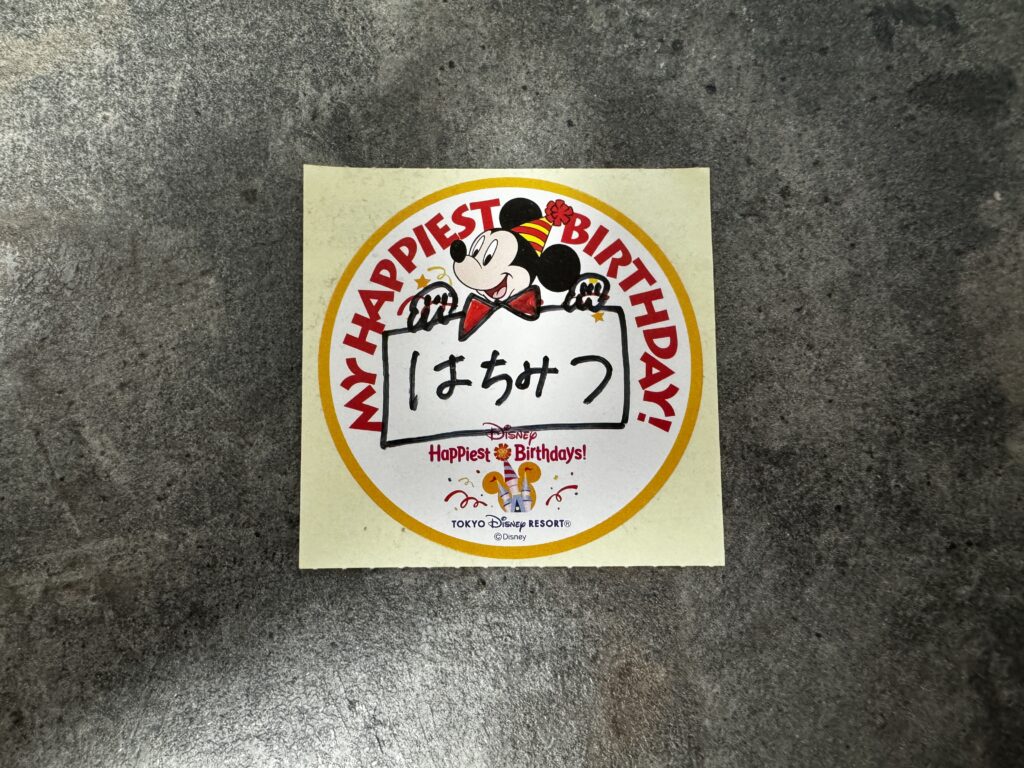 MY HAPPIEST BIRTHDAY!
はちみつ
Disney
Happiest Birthdays!
TOKYO Disney RESORT®
©Disney